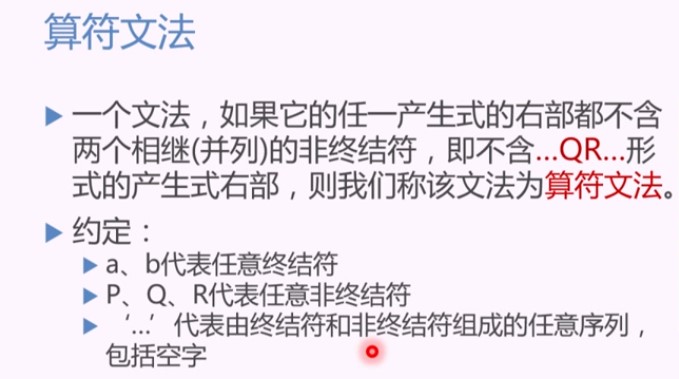 算符文法
一个文法，如果它的任一产生式的右部都不含
两个相继(并列)的非终结符，即不含...QR...形
式的产生式右部，则我们称该文法为算符文法。
约定：
a、b代表任意终结符
P、Q、R代表任意非终结符
‘...’代表由终结符和非终结符组成的任意序列，
包括空字